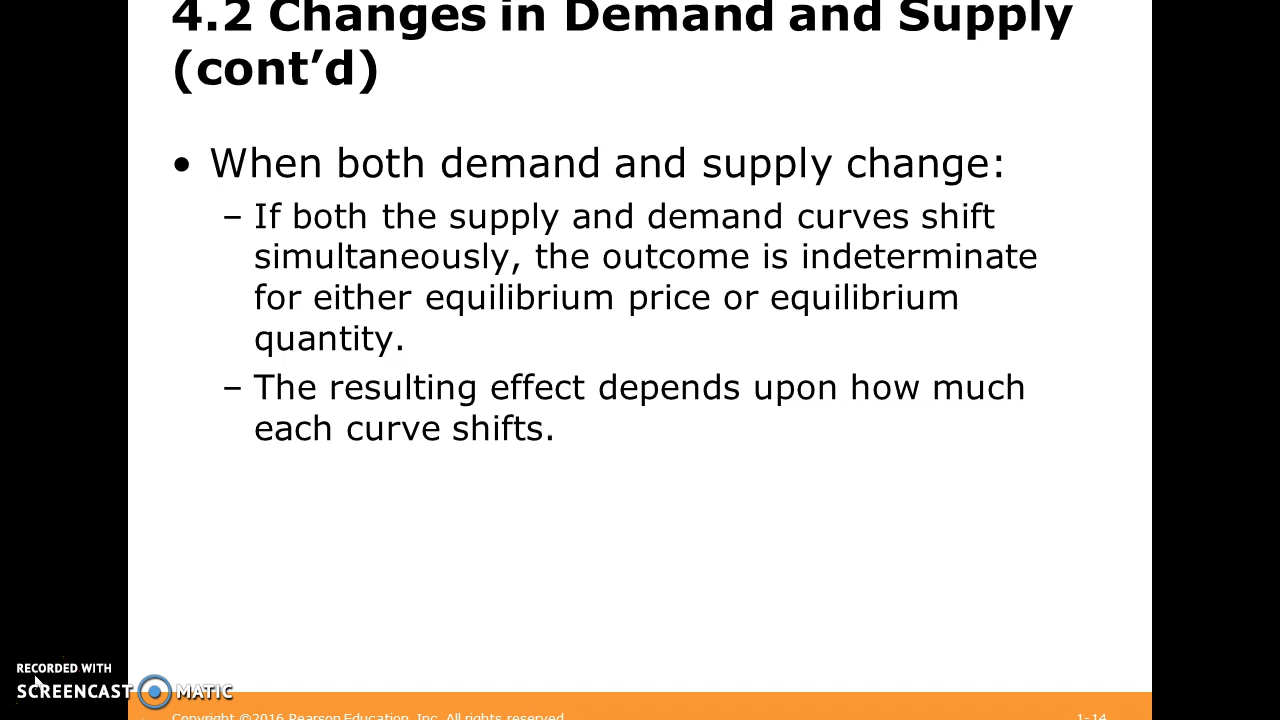 4.2 Changes in Demand and Supply
(cont’d)
• When both demand and supply change:
– If both the supply and demand curves shift
simultaneously, the outcome is indeterminate
for either equilibrium price or equilibrium
quantity.
– The resulting effect depends upon how much
each curve shifts.
RECORDED WITH
SCREENCAST MATIC
Copyright ©2016 Pearson Education, Inc. All rights reserved.
1-14